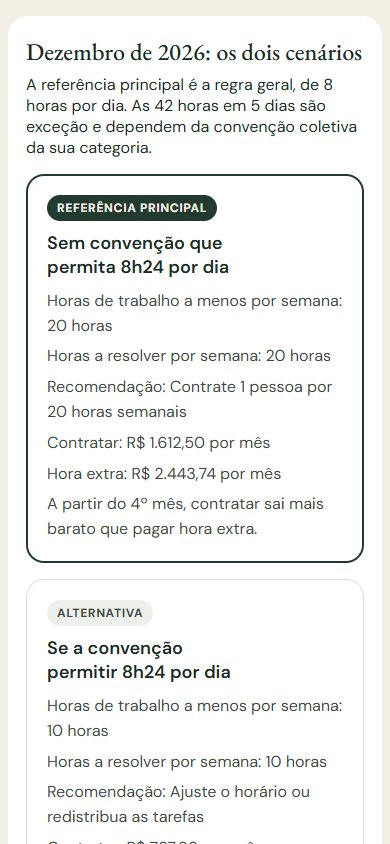 Dezembro de 2026: os dois cenários
A referência principal é a regra geral, de 8
horas por dia. As 42 horas em 5 dias são
exceção e dependem da convenção coletiva
da sua categoria.
REFERÊNCIA PRINCIPAL
Sem convenção que
permita 8h24 por dia
Horas de trabalho a menos por semana:
20 horas
Horas a resolver por semana: 20 horas
Recomendação: Contrate 1 pessoa por
20 horas semanais
Contratar: R$ 1.612,50 por mês
Hora extra: R$ 2.443,74 por mês
A partir do 4º mês, contratar sai mais
barato que pagar hora extra.
ALTERNATIVA
Se a convenção
permitir 8h24 por dia
Horas de trabalho a menos por semana:
10 horas
Horas a resolver por semana: 10 horas
Recomendação: Ajuste o horário ou
redistribua as tarefas